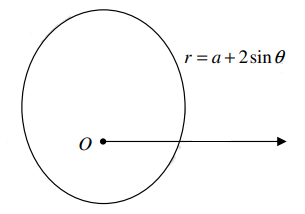 r = a + 2 sin θ
O